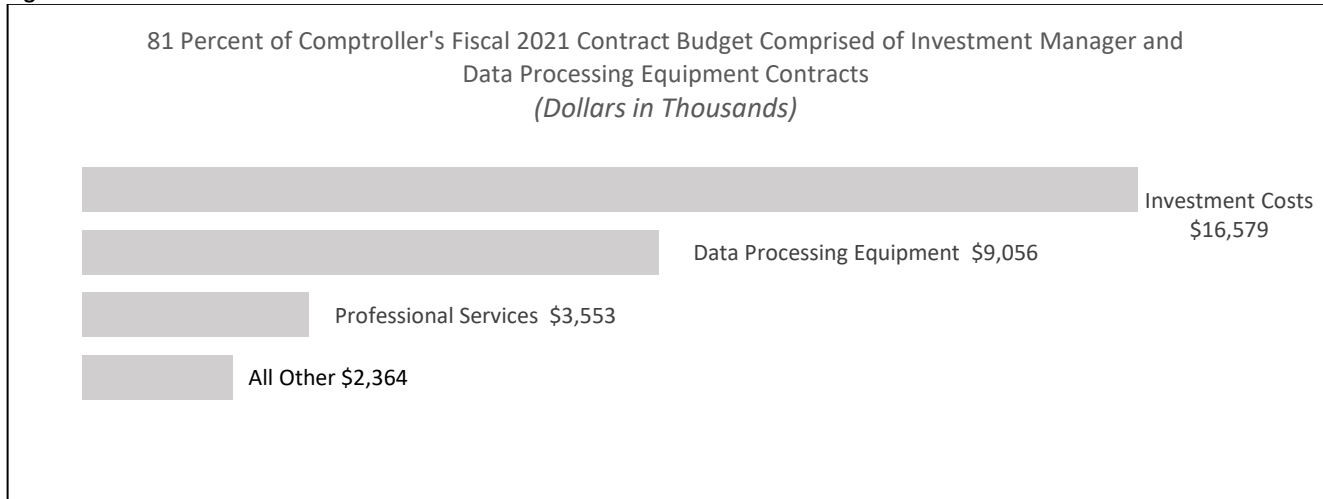 81 Percent of Comptroller's Fiscal 2021 Contract Budget Comprised of Investment Manager and
Data Processing Equipment Contracts
(Dollars in Thousands)
Investment Costs
$16,579
Data Processing Equipment $9,056
Professional Services $3,553
All Other $2,364